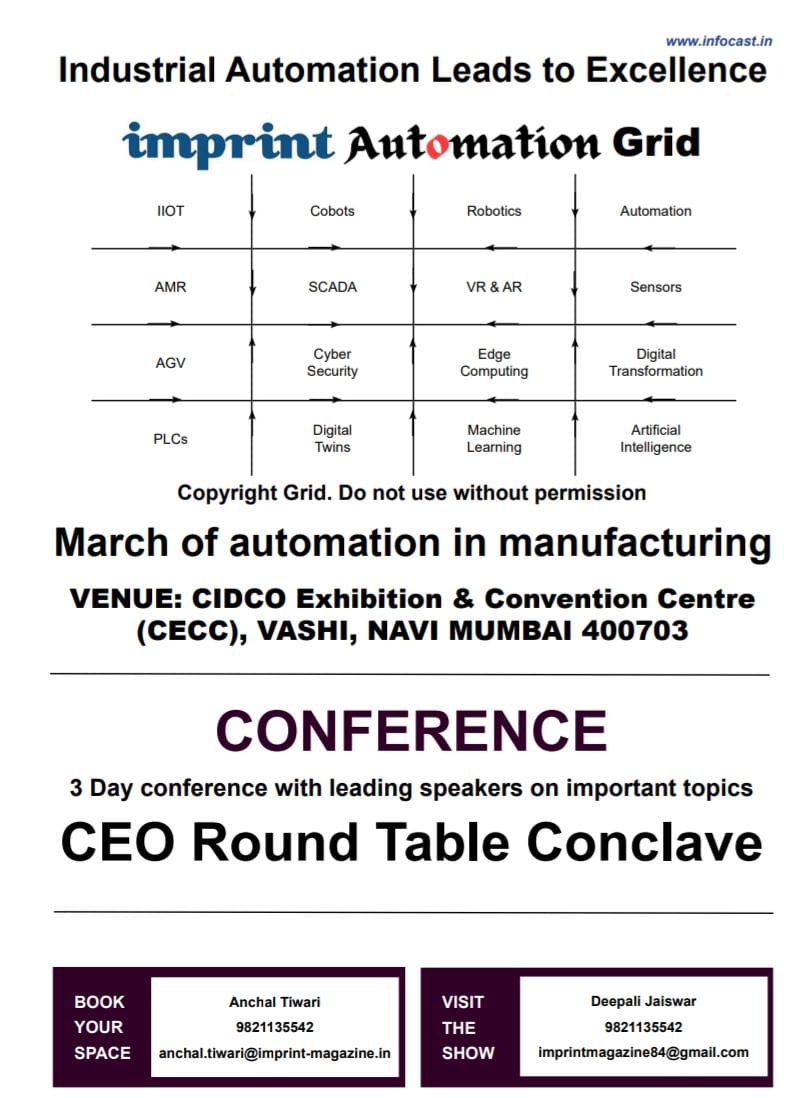 www.infocast.in
Industrial Automation Leads to Excellence
imprint Automation Grid
IIOT Cobots Robotics Automation
AMR SCADA VR & AR Sensors
AGV
Cyber
Security
Edge
Computing
Digital
Transformation
PLCs
Digital
Twins
Machine
Learning
Artificial
Intelligence
Copyright Grid. Do not use without permission
March of automation in manufacturing
VENUE: CIDCO Exhibition & Convention Centre
(CECC), VASHI, NAVI MUMBAI 400703
CONFERENCE
3 Day conference with leading speakers on important topics
CEO Round Table Conclave
BOOK
YOUR
SPACE
Anchal Tiwari
9821135542
anchal.tiwari@imprint-magazine.in
VISIT
THE
SHOW
Deepali Jaiswar
9821135542
imprintmagazine84@gmail.com